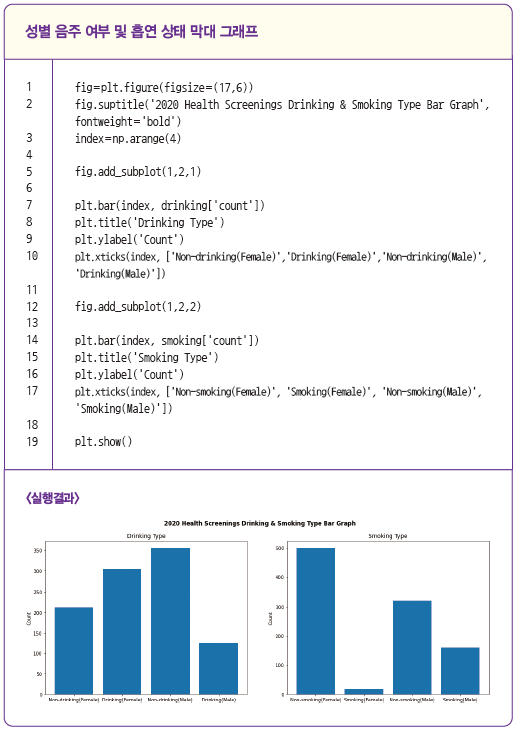 성별 음주 여부 및 흡연 상태 막대 그래프
1 fig=plt.figure(figsize=(17,6))
2 fig.suptitle('2020 Health Screenings Drinking & Smoking Type Bar Graph',
fontweight='bold')
3 index=np.arange(4)
4
5 fig.add_subplot(1,2,1)
6
7 plt.bar(index, drinking['count'])
8 plt.title('Drinking Type')
9 plt.ylabel('Count')
10 plt.xticks(index, ['Non-drinking(Female)','Drinking(Female)','Non-drinking(Male)',
'Drinking(Male)'])
11
12 fig.add_subplot(1,2,2)
13
14 plt.bar(index, smoking['count'])
15 plt.title('Smoking Type')
16 plt.ylabel('Count')
17 plt.xticks(index, ['Non-smoking(Female)', 'Smoking(Female)', 'Non-smoking(Male)',
'Smoking(Male)'])
18
19 plt.show()
〈실행결과〉
2020 Health Screenings Drinking & Smoking Type Bar Graph
Drinking Type
350
300
250
200
150
100
50
0
Count
Non-drinking(Female) Drinking(Female) Non-drinking(Male) Drinking(Male)
Smoking Type
500
400
300
200
100
0
Count
Non-smoking(Female) Smoking(Female) Non-smoking(Male) Smoking(Male)